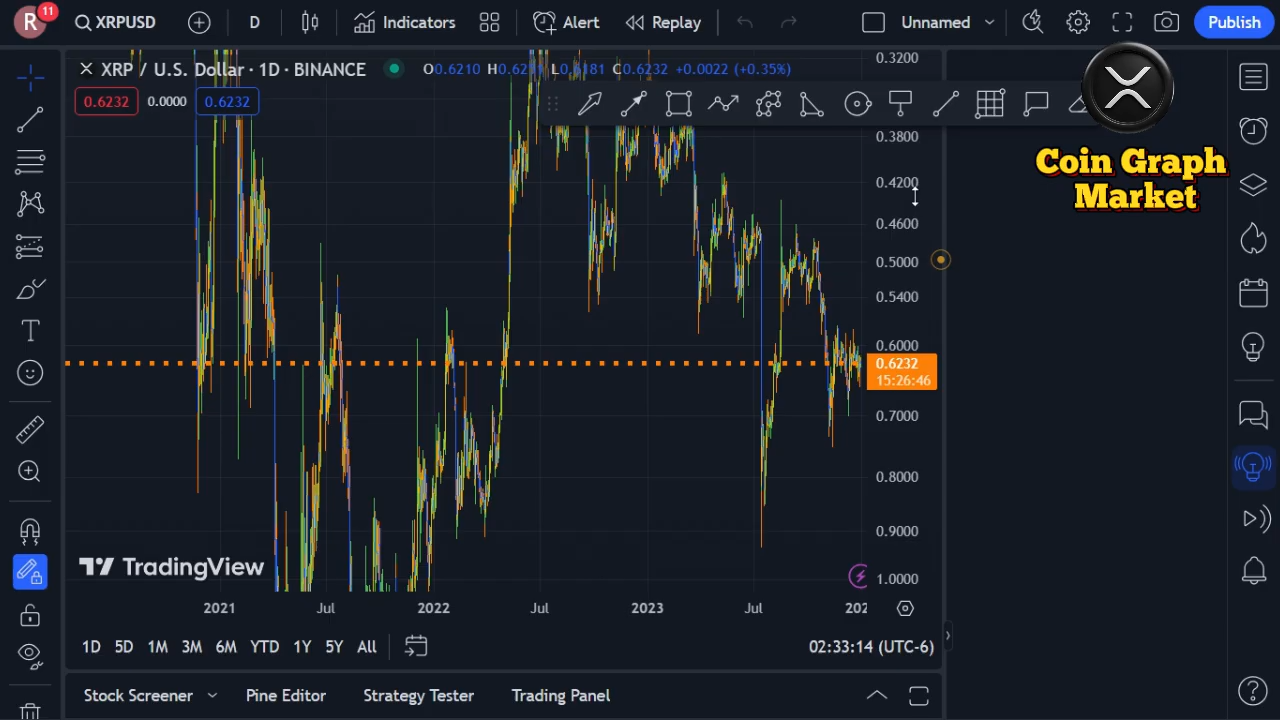 R 11 XRPUSD D Indicators Alert Replay Unnamed Publish
XRP / U.S. Dollar · 1D · BINANCE O0.6210 L0.6181 C0.6232 +0.0022 (+0.35%)
0.6232 0.0000 0.6232
Coin Graph
Market
0.3200
0.3800
0.4200
0.4600
0.5000
0.5400
0.6000
0.6232
15:26:46
0.7000
0.8000
0.9000
1.0000
TradingView
2021 Jul 2022 Jul 2023 Jul
1D 5D 1M 3M 6M YTD 1Y 5Y All 02:33:14 (UTC-6)
Stock Screener Pine Editor Strategy Tester Trading Panel